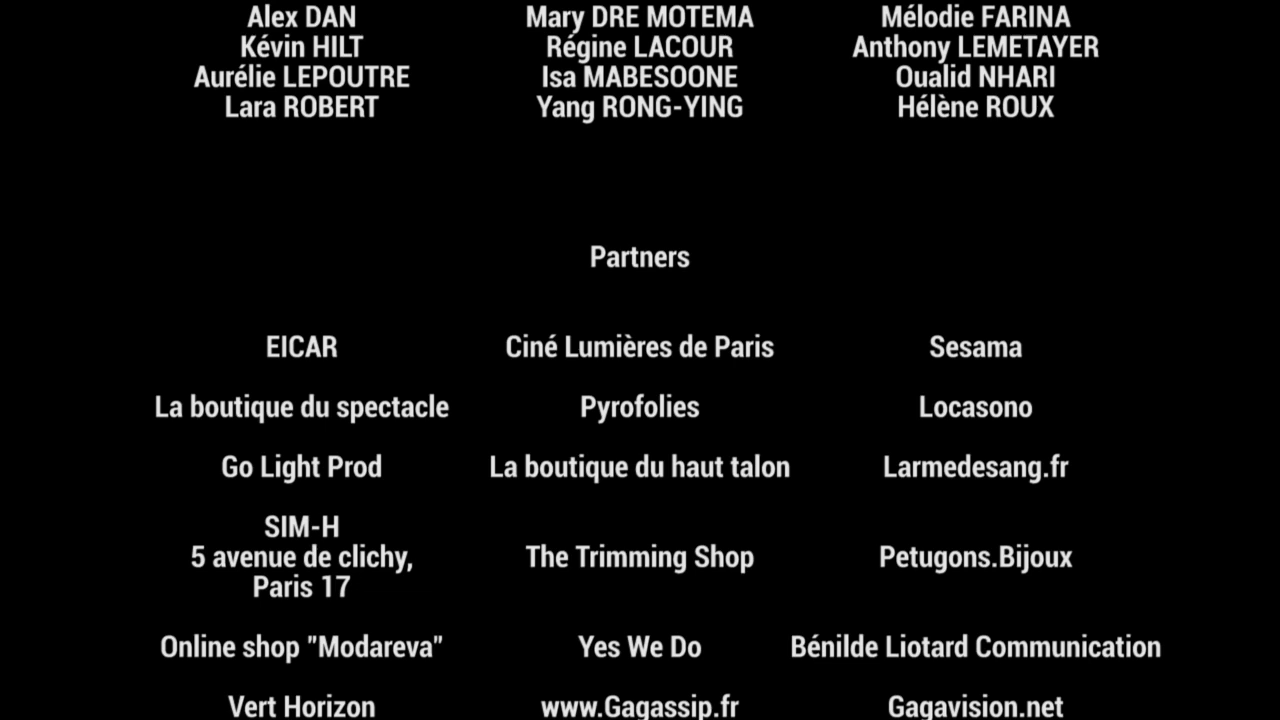 Alex DAN Mary DRE MOTEMA Mélodie FARINA
Kévin HILT Régine LACOUR Anthony LEMETAYER
Aurélie LEPOUTRE Isa MABESOONE Oualid NHARI
Lara ROBERT Yang RONG-YING Hélène ROUX
Partners
EICAR Ciné Lumières de Paris Sesama
La boutique du spectacle Pyrofolies Locasono
Go Light Prod La boutique du haut talon Larmedesang.fr
SIM-H
5 avenue de clichy, The Trimming Shop Petugons.Bijoux
Paris 17
Online shop "Modareva" Yes We Do Bénilde Liotard Communication
Vert Horizon www.Gagassip.fr Gagavision.net